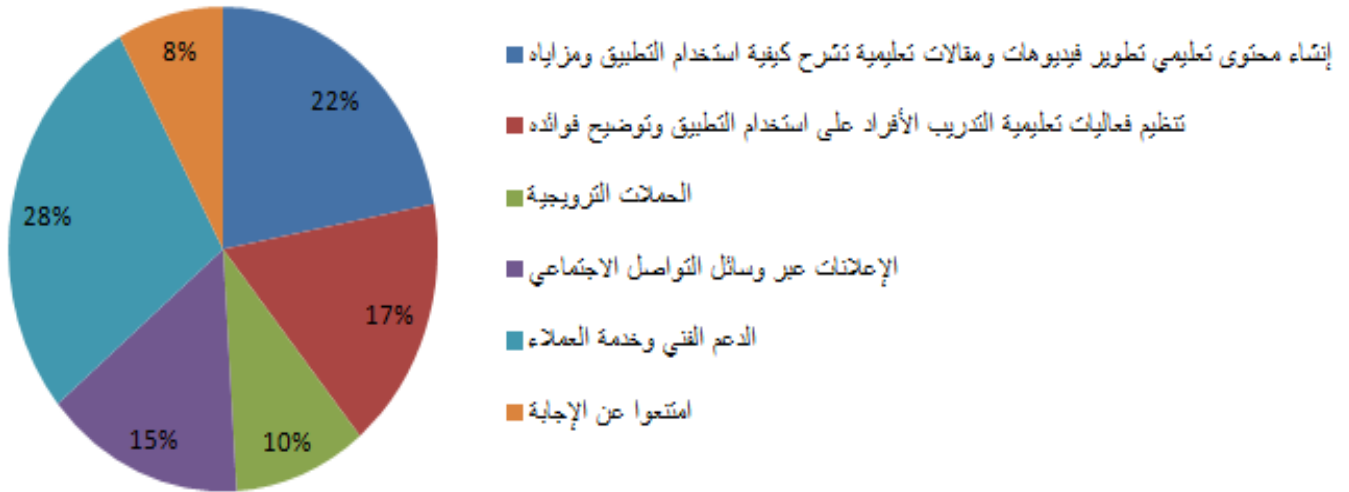 8%
22%
28%
17%
15%
10%
إنشاء محتوى تعليمي تطوير فيديوهات ومقالات تعليمية تشرح كيفية استخدام التطبيق ومزاياه
تنظيم فعاليات تعليمية التدريب الأفراد على استخدام التطبيق وتوضيح فوائده
الحملات الترويجية
الإعلانات عبر وسائل التواصل الاجتماعي
الدعم الفني وخدمة العملاء
امتنعوا عن الإجابة